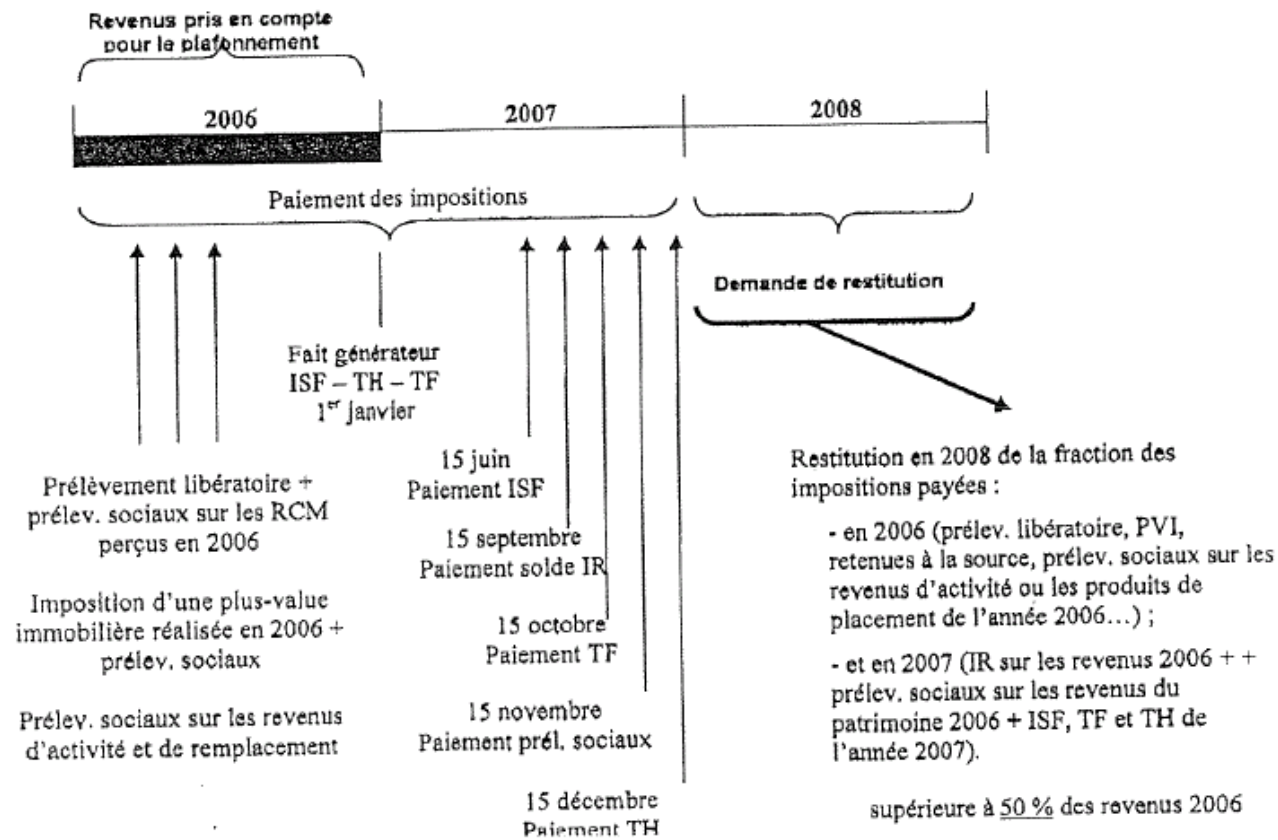 Revenus pris en compte
pour le plafonnement
2006
2007
2008
Paiement des impositions
Demande de restitution
Fait générateur
ISF – TH – TF
1er janvier
Prélèvement libératoire +
prélev. sociaux sur les RCM
perçus en 2006
Imposition d'une plus-value
immobilière réalisée en 2006 +
prélev. sociaux
Prélev. sociaux sur les revenus
d'activité et de remplacement
15 juin
Paiement ISF
15 septembre
Paiement solde IR
15 octobre
Paiement TF
15 novembre
Paiement prél. sociaux
15 décembre
Paiement TH
Restitution en 2008 de la fraction des
impositions payées :
- en 2006 (prélev. libératoire, PVI,
retenues à la source, prélev. sociaux sur les
revenus d'activité ou les produits de
placement de l'année 2006…) ;
- et en 2007 (IR sur les revenus 2006 + +
prélev. sociaux sur les revenus du
patrimoine 2006 + ISF, TF et TH de
l'année 2007).
supérieure à 50 % des revenus 2006